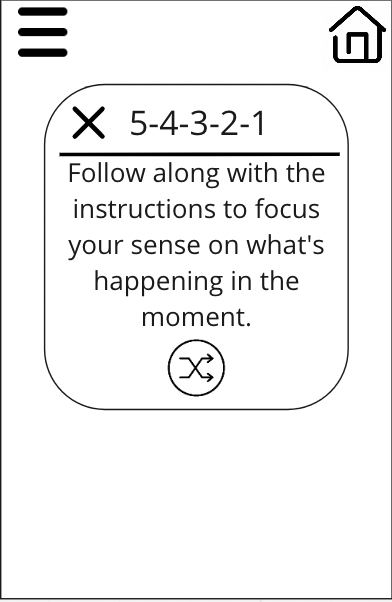 5-4-3-2-1
Follow along with the
instructions to focus
your sense on what's
happening in the
moment.